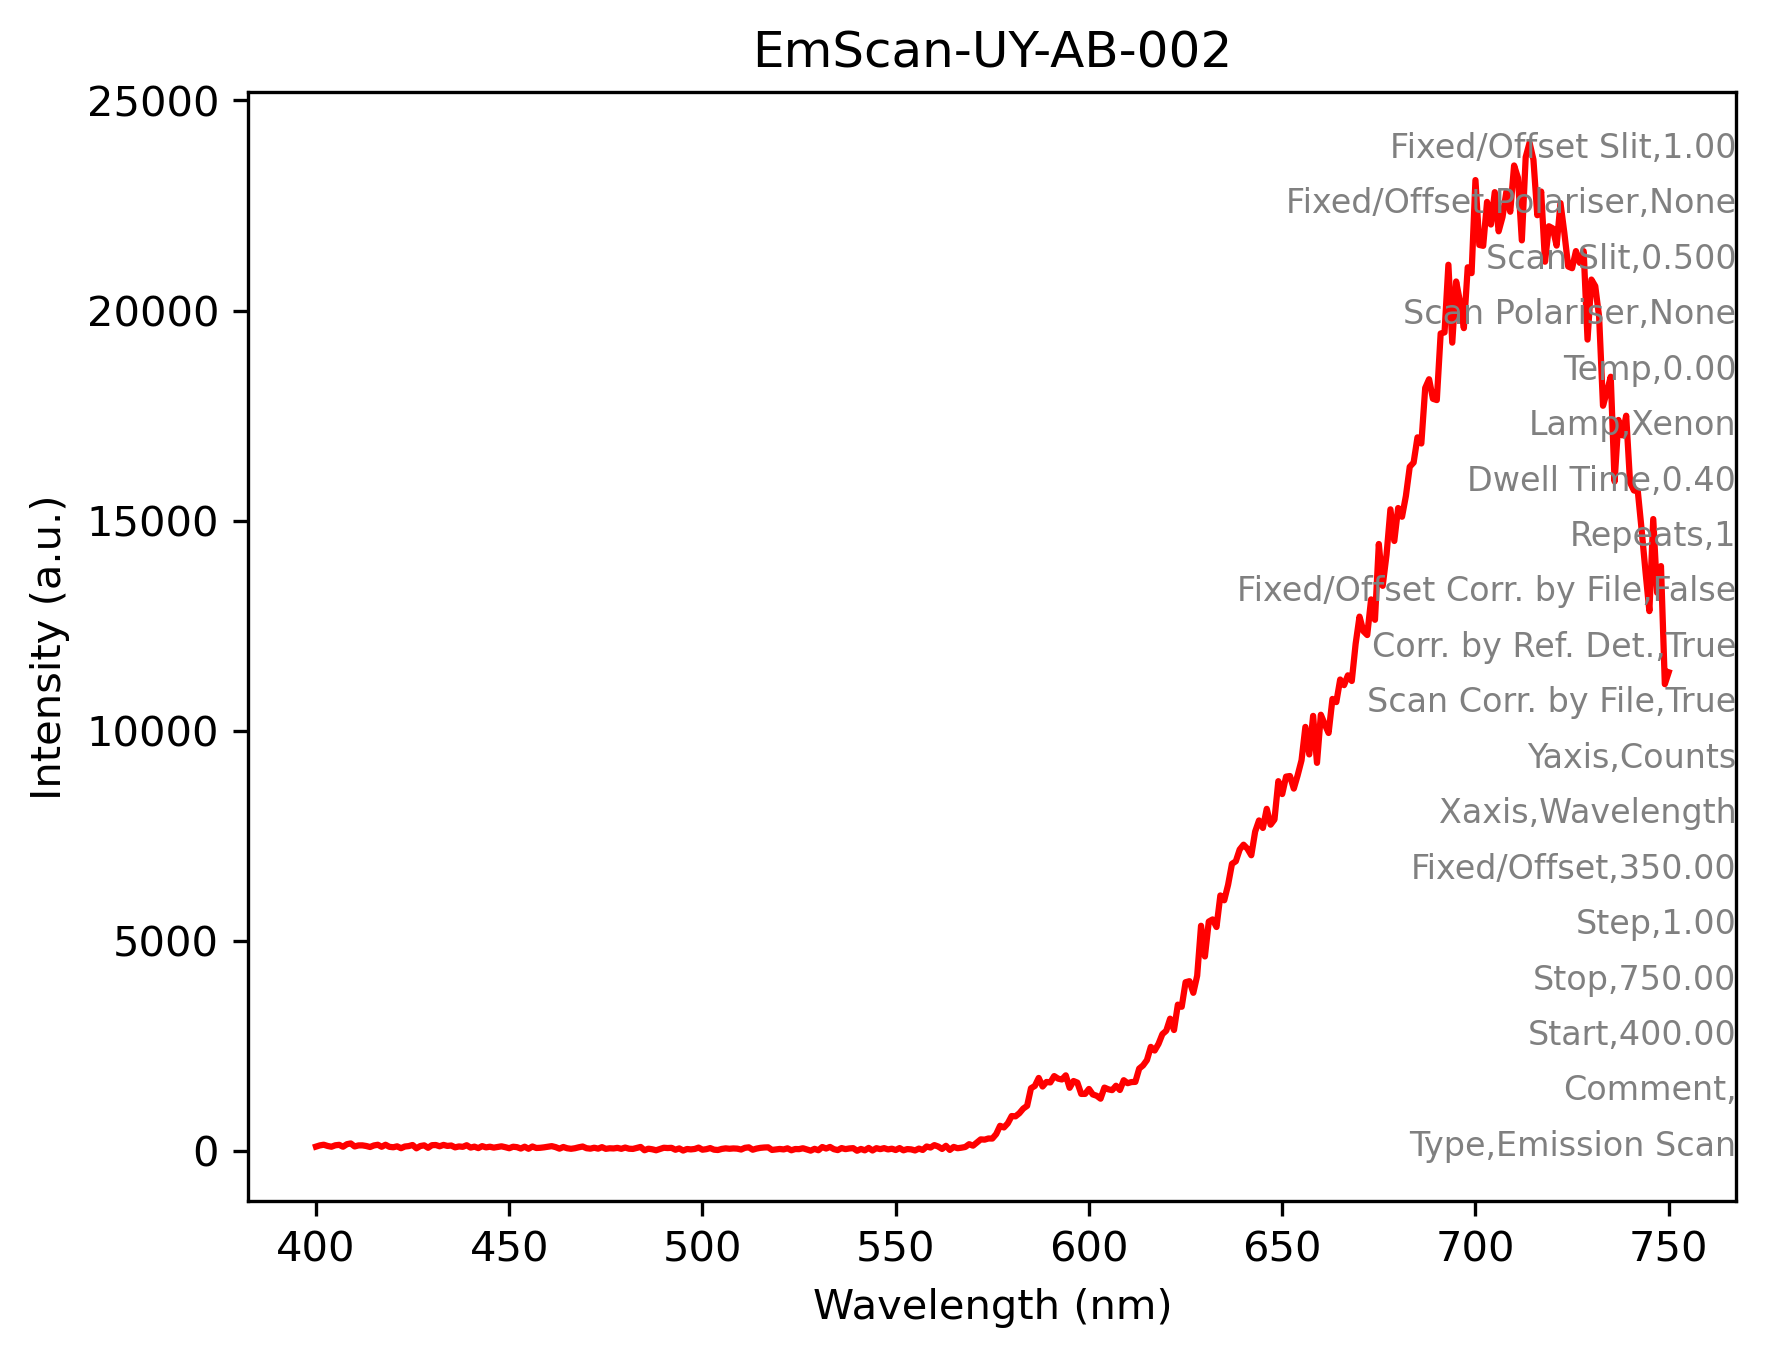 EmScan-UY-AB-002
25000
20000
15000
10000
5000
0
Intensity (a.u.)
Fixed/Offset Slit,1.00
Fixed/Offset Polariser,None
Scan Slit,0.500
Scan Polariser,None
Temp,0.00
Lamp,Xenon
Dwell Time,0.40
Repeats,1
Fixed/Offset Corr. by File,False
Corr. by Ref. Det.,True
Scan Corr. by File,True
Yaxis,Counts
Xaxis,Wavelength
Fixed/Offset,350.00
Step,1.00
Stop,750.00
Start,400.00
Comment,
Type,Emission Scan
400 450 500 550 600 650 700 750
Wavelength (nm)